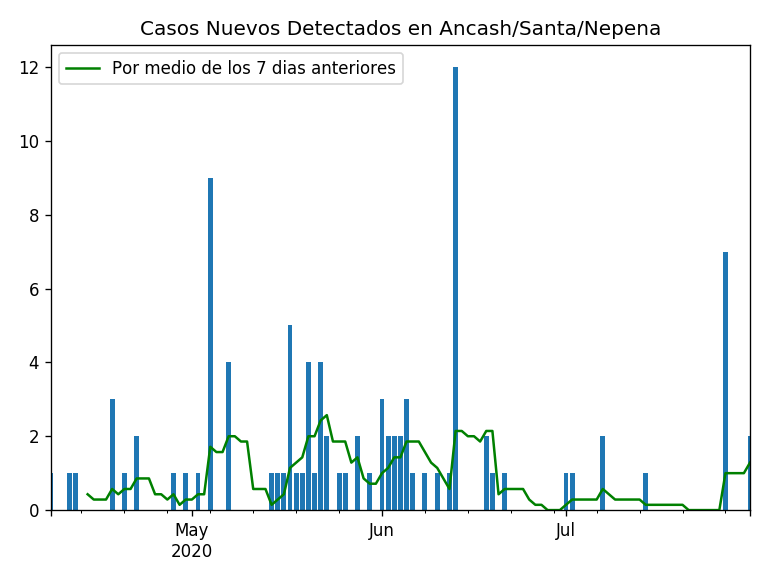 Casos Nuevos Detectados en Ancash/Santa/Nepena
Por medio de los 7 dias anteriores
12
10
8
6
4
2
0
May
2020
Jun
Jul